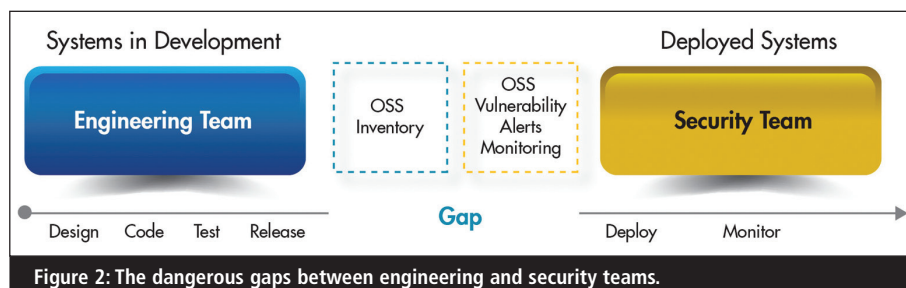 Systems in Development
Deployed Systems
Engineering Team
OSS
Inventory
OSS
Vulnerability
Alerts
Monitoring
Security Team
Gap
Design
Code
Test
Release
Deploy
Monitor
Figure 2: The dangerous gaps between engineering and security teams.